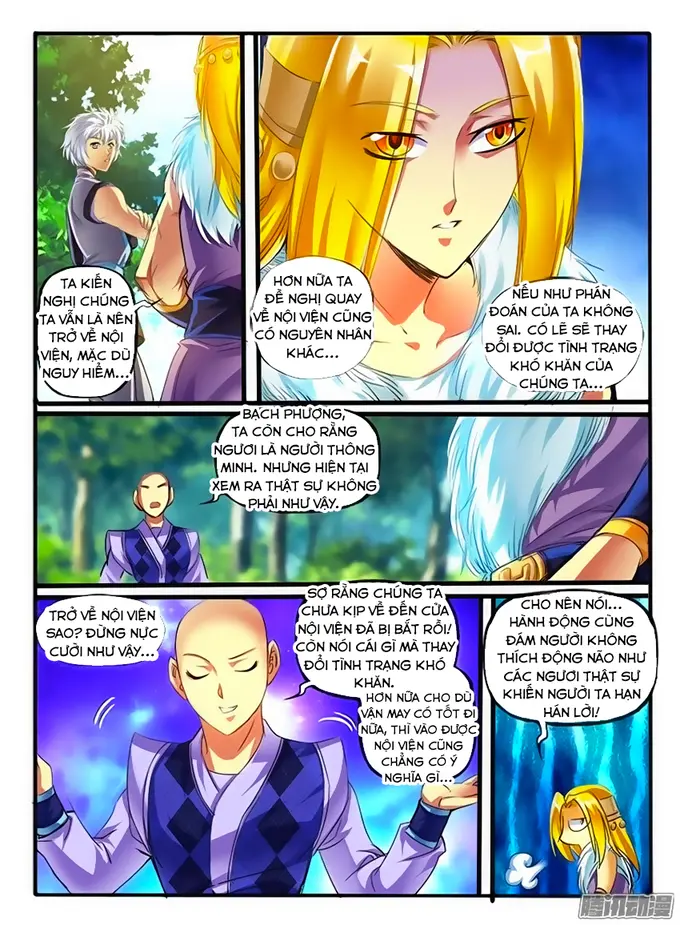 TA KIẾN
NGHỊ CHÚNG
TA VẪN LÀ NÊN
TRỞ VỀ NỘI
VIỆN, MẶC DÙ
NGUY HIỂM...
HƠN NỮA TA
ĐỀ NGHỊ QUAY
VỀ NỘI VIỆN CŨNG
CÓ NGUYÊN NHÂN
KHÁC...
NẾU NHƯ PHÁN
ĐOÁN CỦA TA KHÔNG
SAI. CÓ LẼ SẼ THAY
ĐỔI ĐƯỢC TÌNH TRẠNG
KHÓ KHĂN CỦA
CHÚNG TA...
BẠCH PHƯỢNG,
TA CÒN CHO RẰNG
NGƯƠI LÀ NGƯỜI THÔNG
MINH. NHƯNG HIỆN TẠI
XEM RA THẬT SỰ KHÔNG
PHẢI NHƯ VẬY.
TRỞ VỀ NỘI VIỆN
SAO? ĐỪNG NỰC
CƯỜI NHƯ VẬY...
SỢ RẰNG CHÚNG TA
CHƯA KỊP VỀ ĐẾN CỬA
NỘI VIỆN ĐÃ BỊ BẮT RỒI!
CÒN NÓI CÁI GÌ MÀ THAY
ĐỔI TÌNH TRẠNG KHÓ
KHĂN.
HƠN NỮA CHO DÙ
VẬN MAY CÓ TỐT ĐI
NỮA, THÌ VÀO ĐƯỢC
NỘI VIỆN CŨNG
CHẲNG CÓ Ý
NGHĨA GÌ...
CHO NÊN NÓI...
HÀNH ĐỘNG CÙNG
ĐÁM NGƯỜI KHÔNG
THÍCH ĐỘNG NÃO NHƯ
CÁC NGƯƠI THẬT SỰ
KHIẾN NGƯỜI TA HẠN
HÁN LỜI!
腾讯动漫